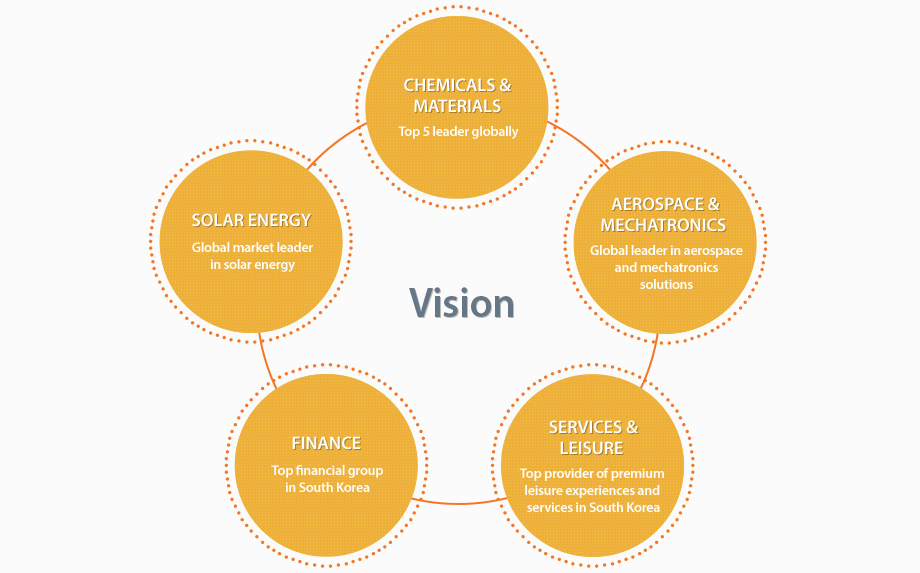 CHEMICALS &
MATERIALS
Top 5 leader globally
SOLAR ENERGY
Global market leader
in solar energy
AEROSPACE &
MECHATRONICS
Global leader in aerospace
and mechatronics
solutions
Vision
FINANCE
Top financial group
in South Korea
SERVICES &
LEISURE
Top provider of premium
leisure experiences and
services in South Korea